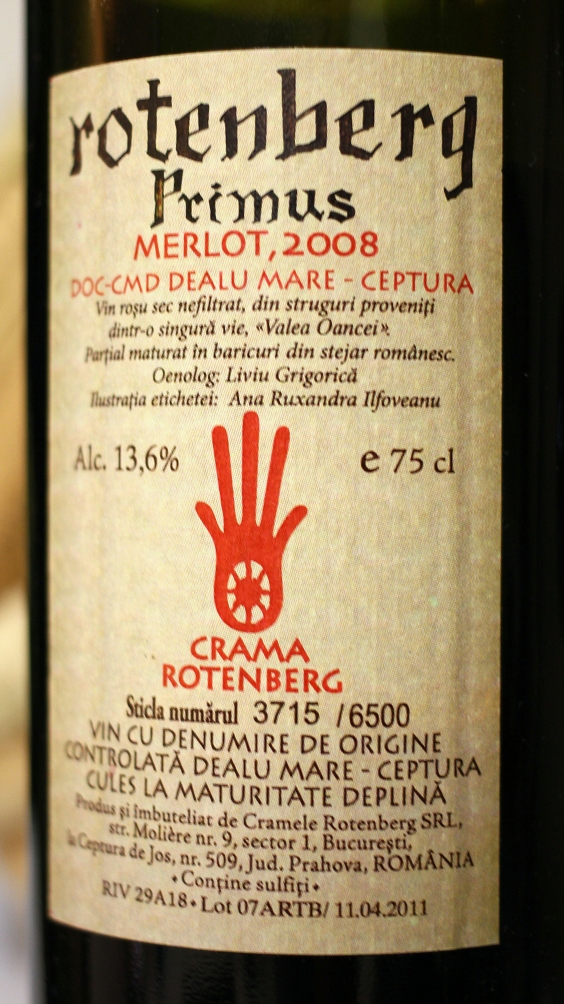 rotenberg
Primus
MERLOT, 2008
DOC-CMD DEALU MARE - CEPTURA
Vin roșu sec nefiltrat, din struguri proveniți
dintr-o singură vie, «Valea Oancei».
Parțial maturat în baricuri din stejar românesc.
Oenolog: Liviu Grigorică
Ilustrația etichetei: Ana Ruxandra Ilfoveanu
Alc. 13,6% e 75 cl
CRAMA
ROTENBERG
Sticla numărul 3715 /6500
VIN CU DENUMIRE DE ORIGINE
CONTROLATĂ DEALU MARE - CEPTURA
CULES LA MATURITATE DEPLINĂ
Produs și îmbuteliat de Cramele Rotenberg SRL,
str. Molière nr. 9, sector 1, București,
la Ceptura de Jos, nr. 509, Jud. Prahova, ROMÂNIA
• Conține sulfiți •
RIV 29A18 • Lot 07ARTB/ 11.04.2011